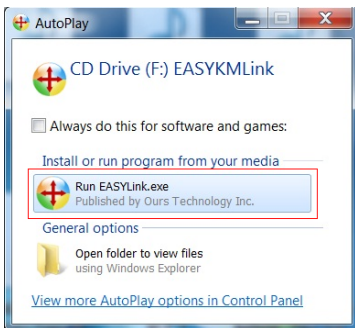 AutoPlay
CD Drive (F:) EASYKMLink
Always do this for software and games:
Install or run program from your media
Run EASYLink.exe
Published by Ours Technology Inc.
General options
Open folder to view files
using Windows Explorer
View more AutoPlay options in Control Panel